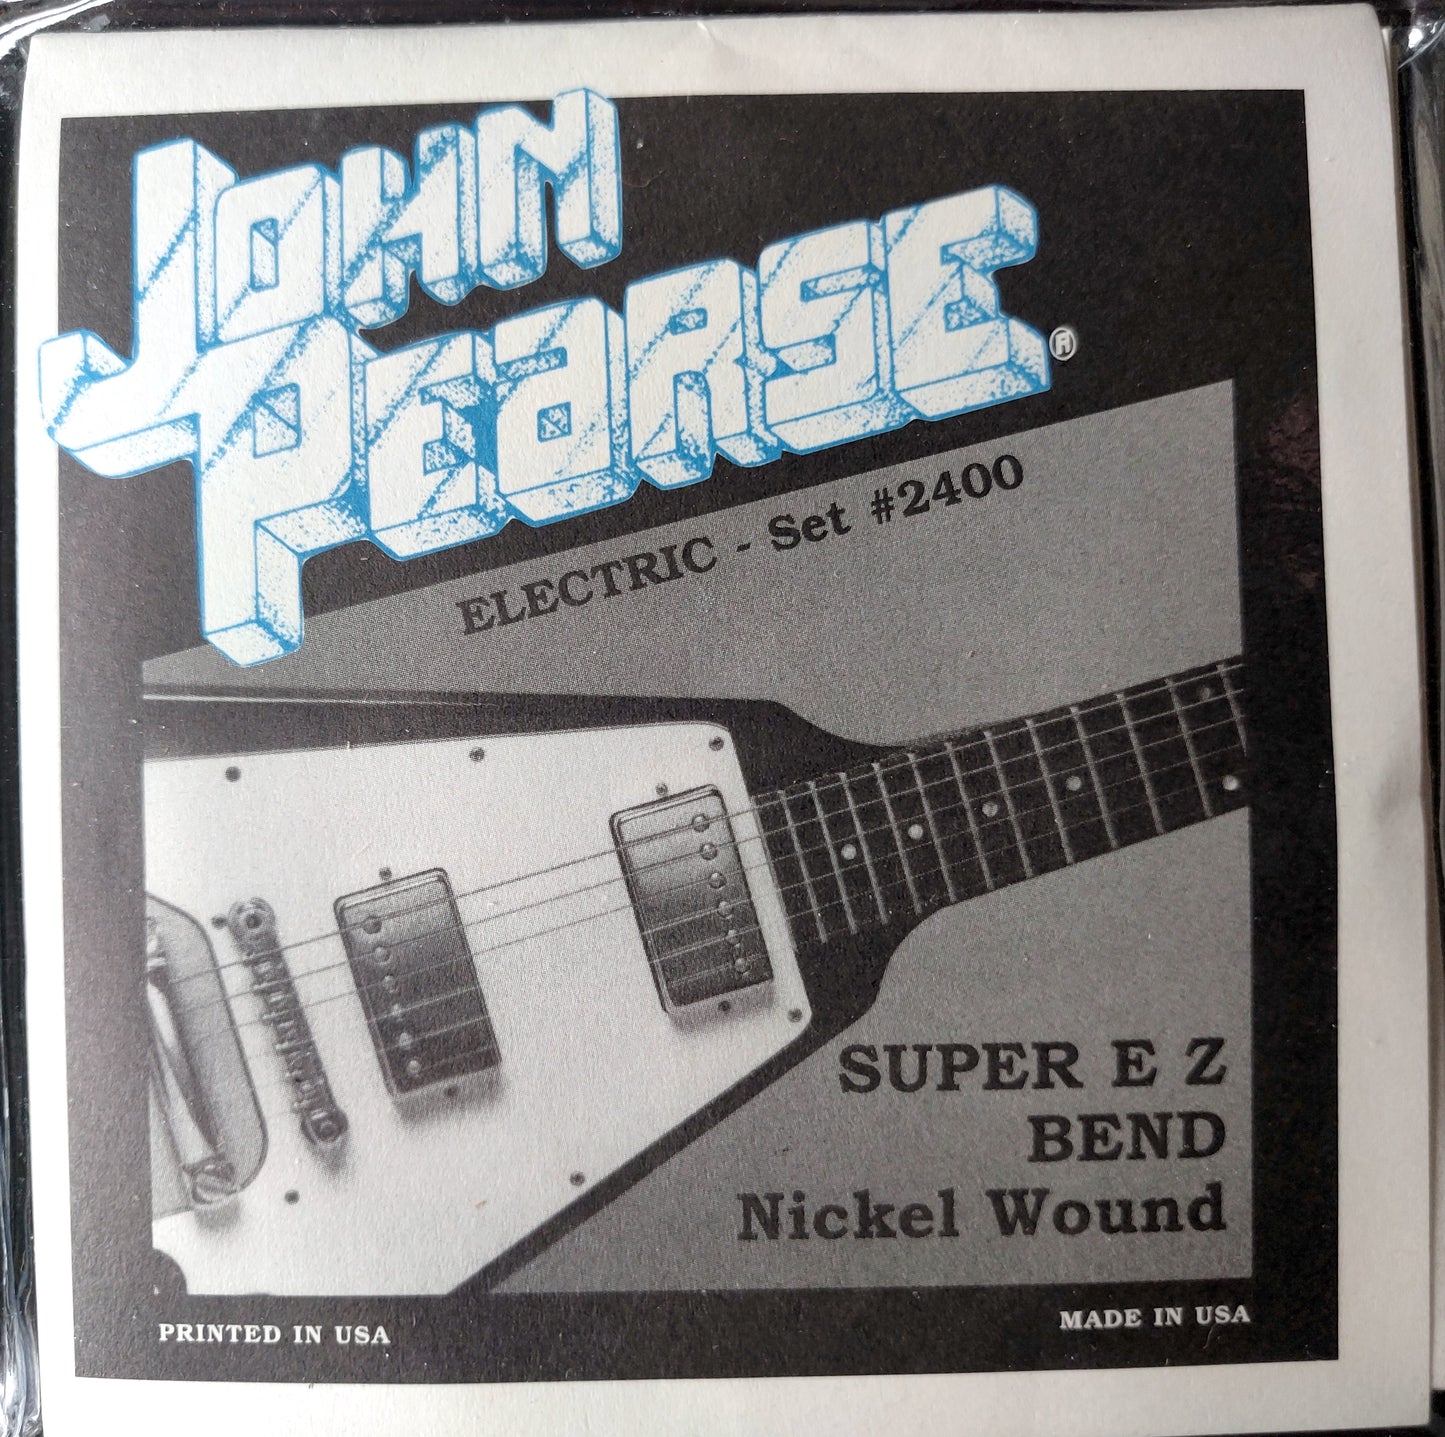 JOHN
PEARSE ®
ELECTRIC - Set #2400
SUPER E Z
BEND
Nickel Wound
PRINTED IN USA
MADE IN USA